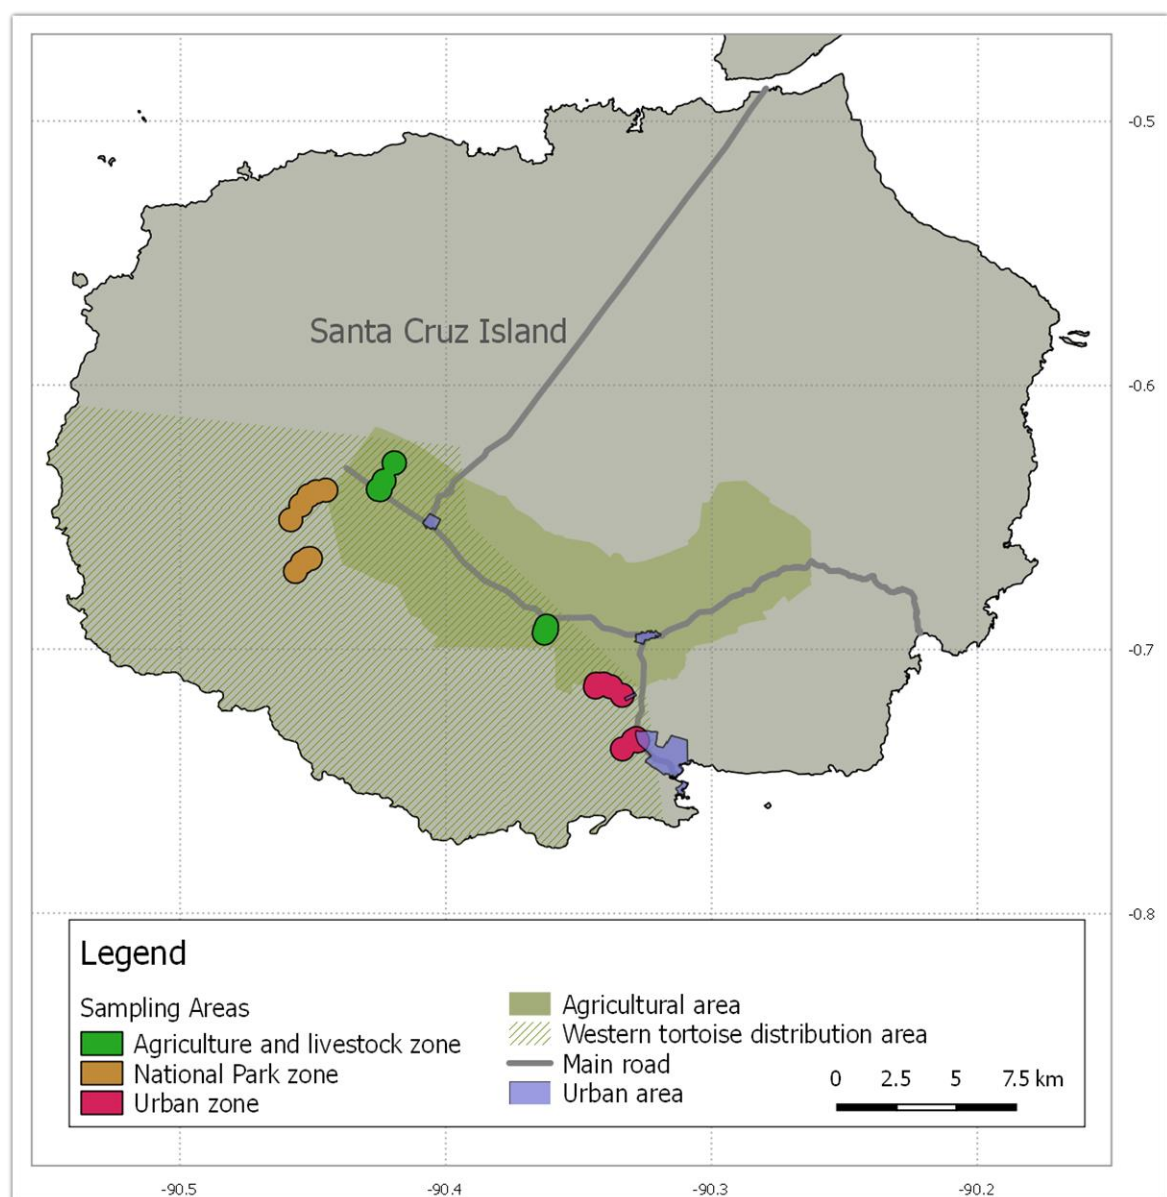 -0.5
Santa Cruz Island
-0.6
-0.7
-0.8
Legend
Sampling Areas
Agriculture and livestock zone
National Park zone
Urban zone
Agricultural area
Western tortoise distribution area
Main road
Urban area
0 2.5 5 7.5 km
-90.5 -90.4 -90.3 -90.2